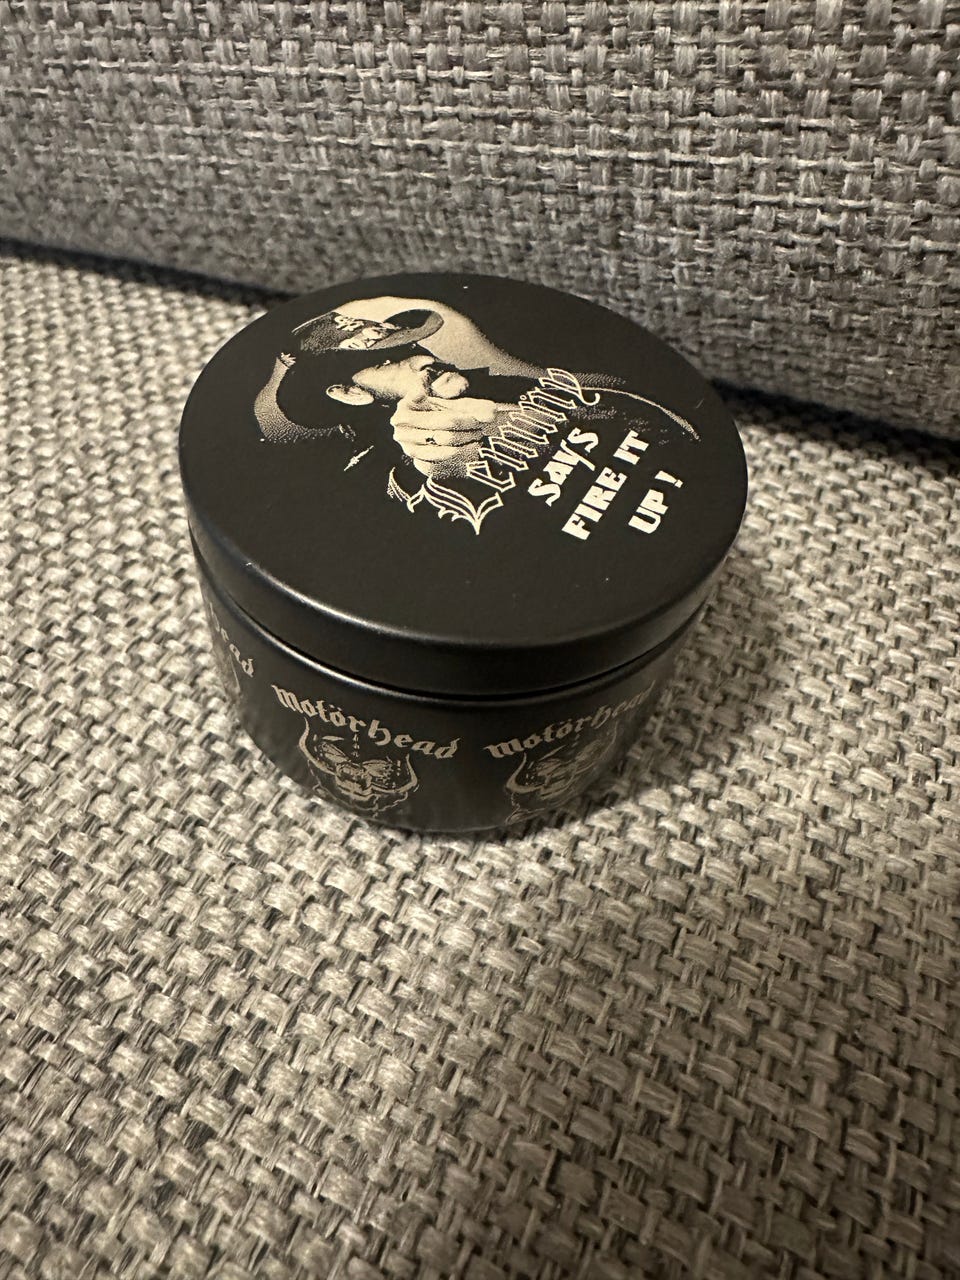 Lemmy
says
FIRE IT
UP !
Motörhead
Motörhead